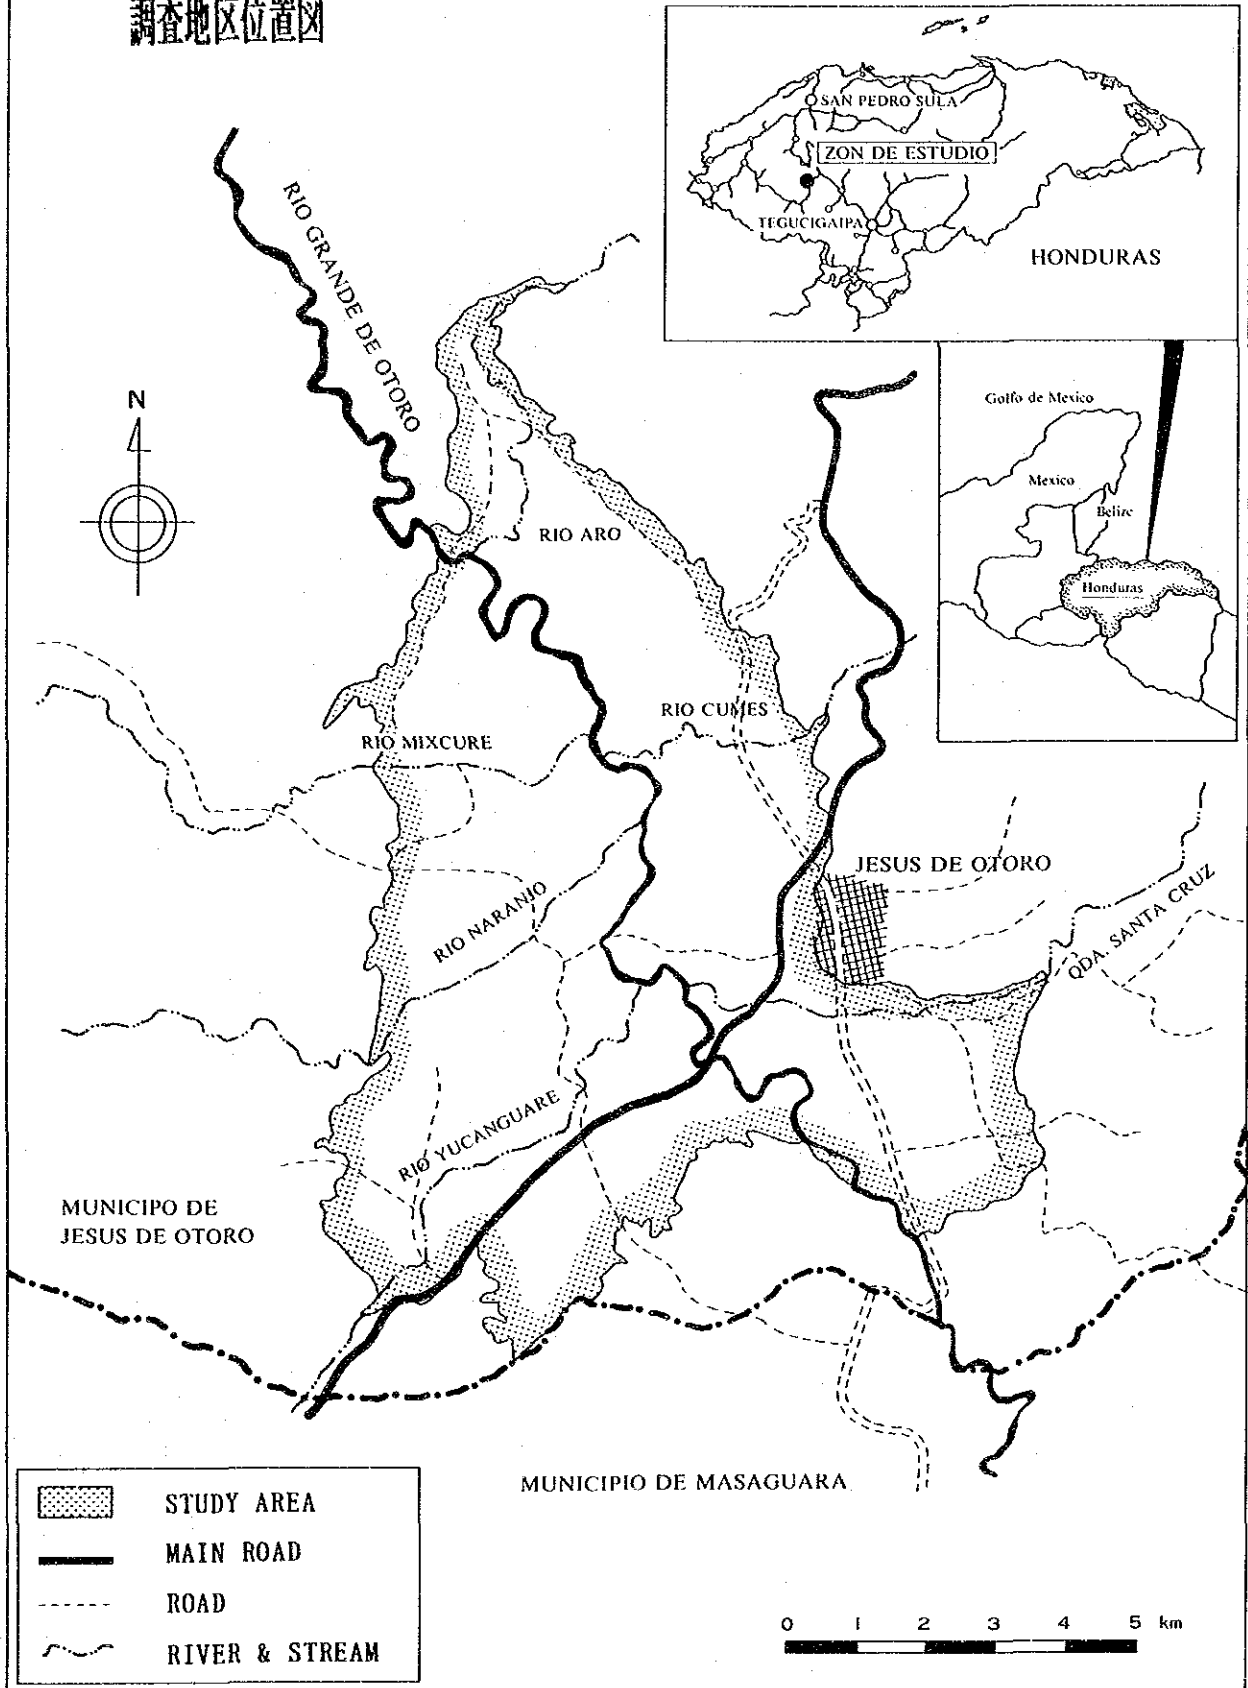 調査地区位置図
SAN PEDRO SULA
ZON DE ESTUDIO
TEGUCIGAIPA
HONDURAS
Golfo de Mexico
Mexico
Belize
Honduras
N
RIO GRANDE DE OTORO
RIO ARO
RIO CUMES
RIO MIXCURE
JESUS DE OTORO
QDA. SANTA CRUZ
RIO NARANJO
RIO YUCANGUARE
MUNICIPO DE
JESUS DE OTORO
MUNICIPIO DE MASAGUARA
STUDY AREA
MAIN ROAD
ROAD
RIVER & STREAM
0 1 2 3 4 5 km